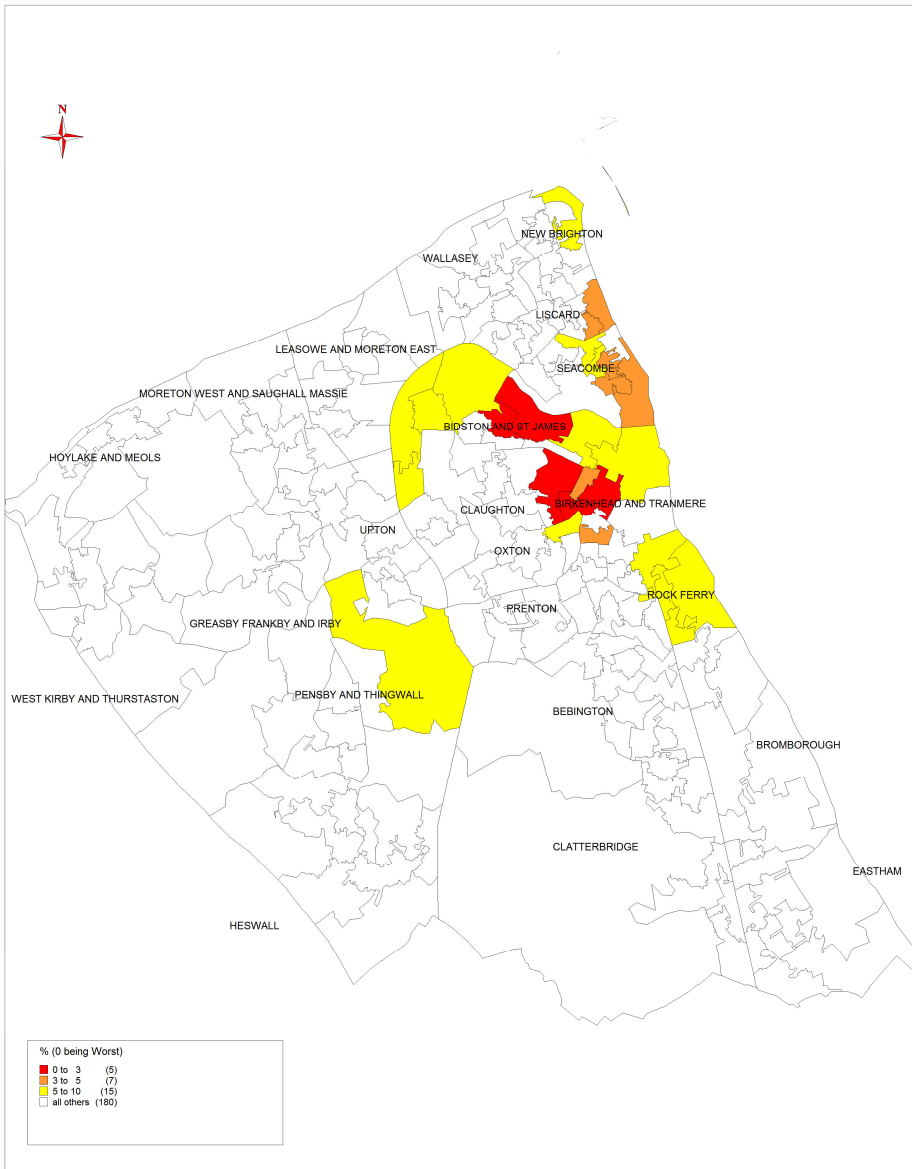 N
NEW BRIGHTON
WALLASEY
LISCARD
LEASOWE AND MORETON EAST
SEACOMBE
MORETON WEST AND SAUGHALL MASSIE
BIDSTON AND ST JAMES
HOYLAKE AND MEOLS
BIRKENHEAD AND TRANMERE
CLAUGHTON
UPTON
OXTON
ROCK FERRY
PRENTON
GREASBY FRANKBY AND IRBY
PENSBY AND THINGWALL
WEST KIRBY AND THURSTASTON
BEBINGTON
BROMBOROUGH
CLATTERBRIDGE
EASTHAM
HESWALL
% (0 being Worst)
0 to 3 (5)
3 to 5 (7)
5 to 10 (15)
all others (180)